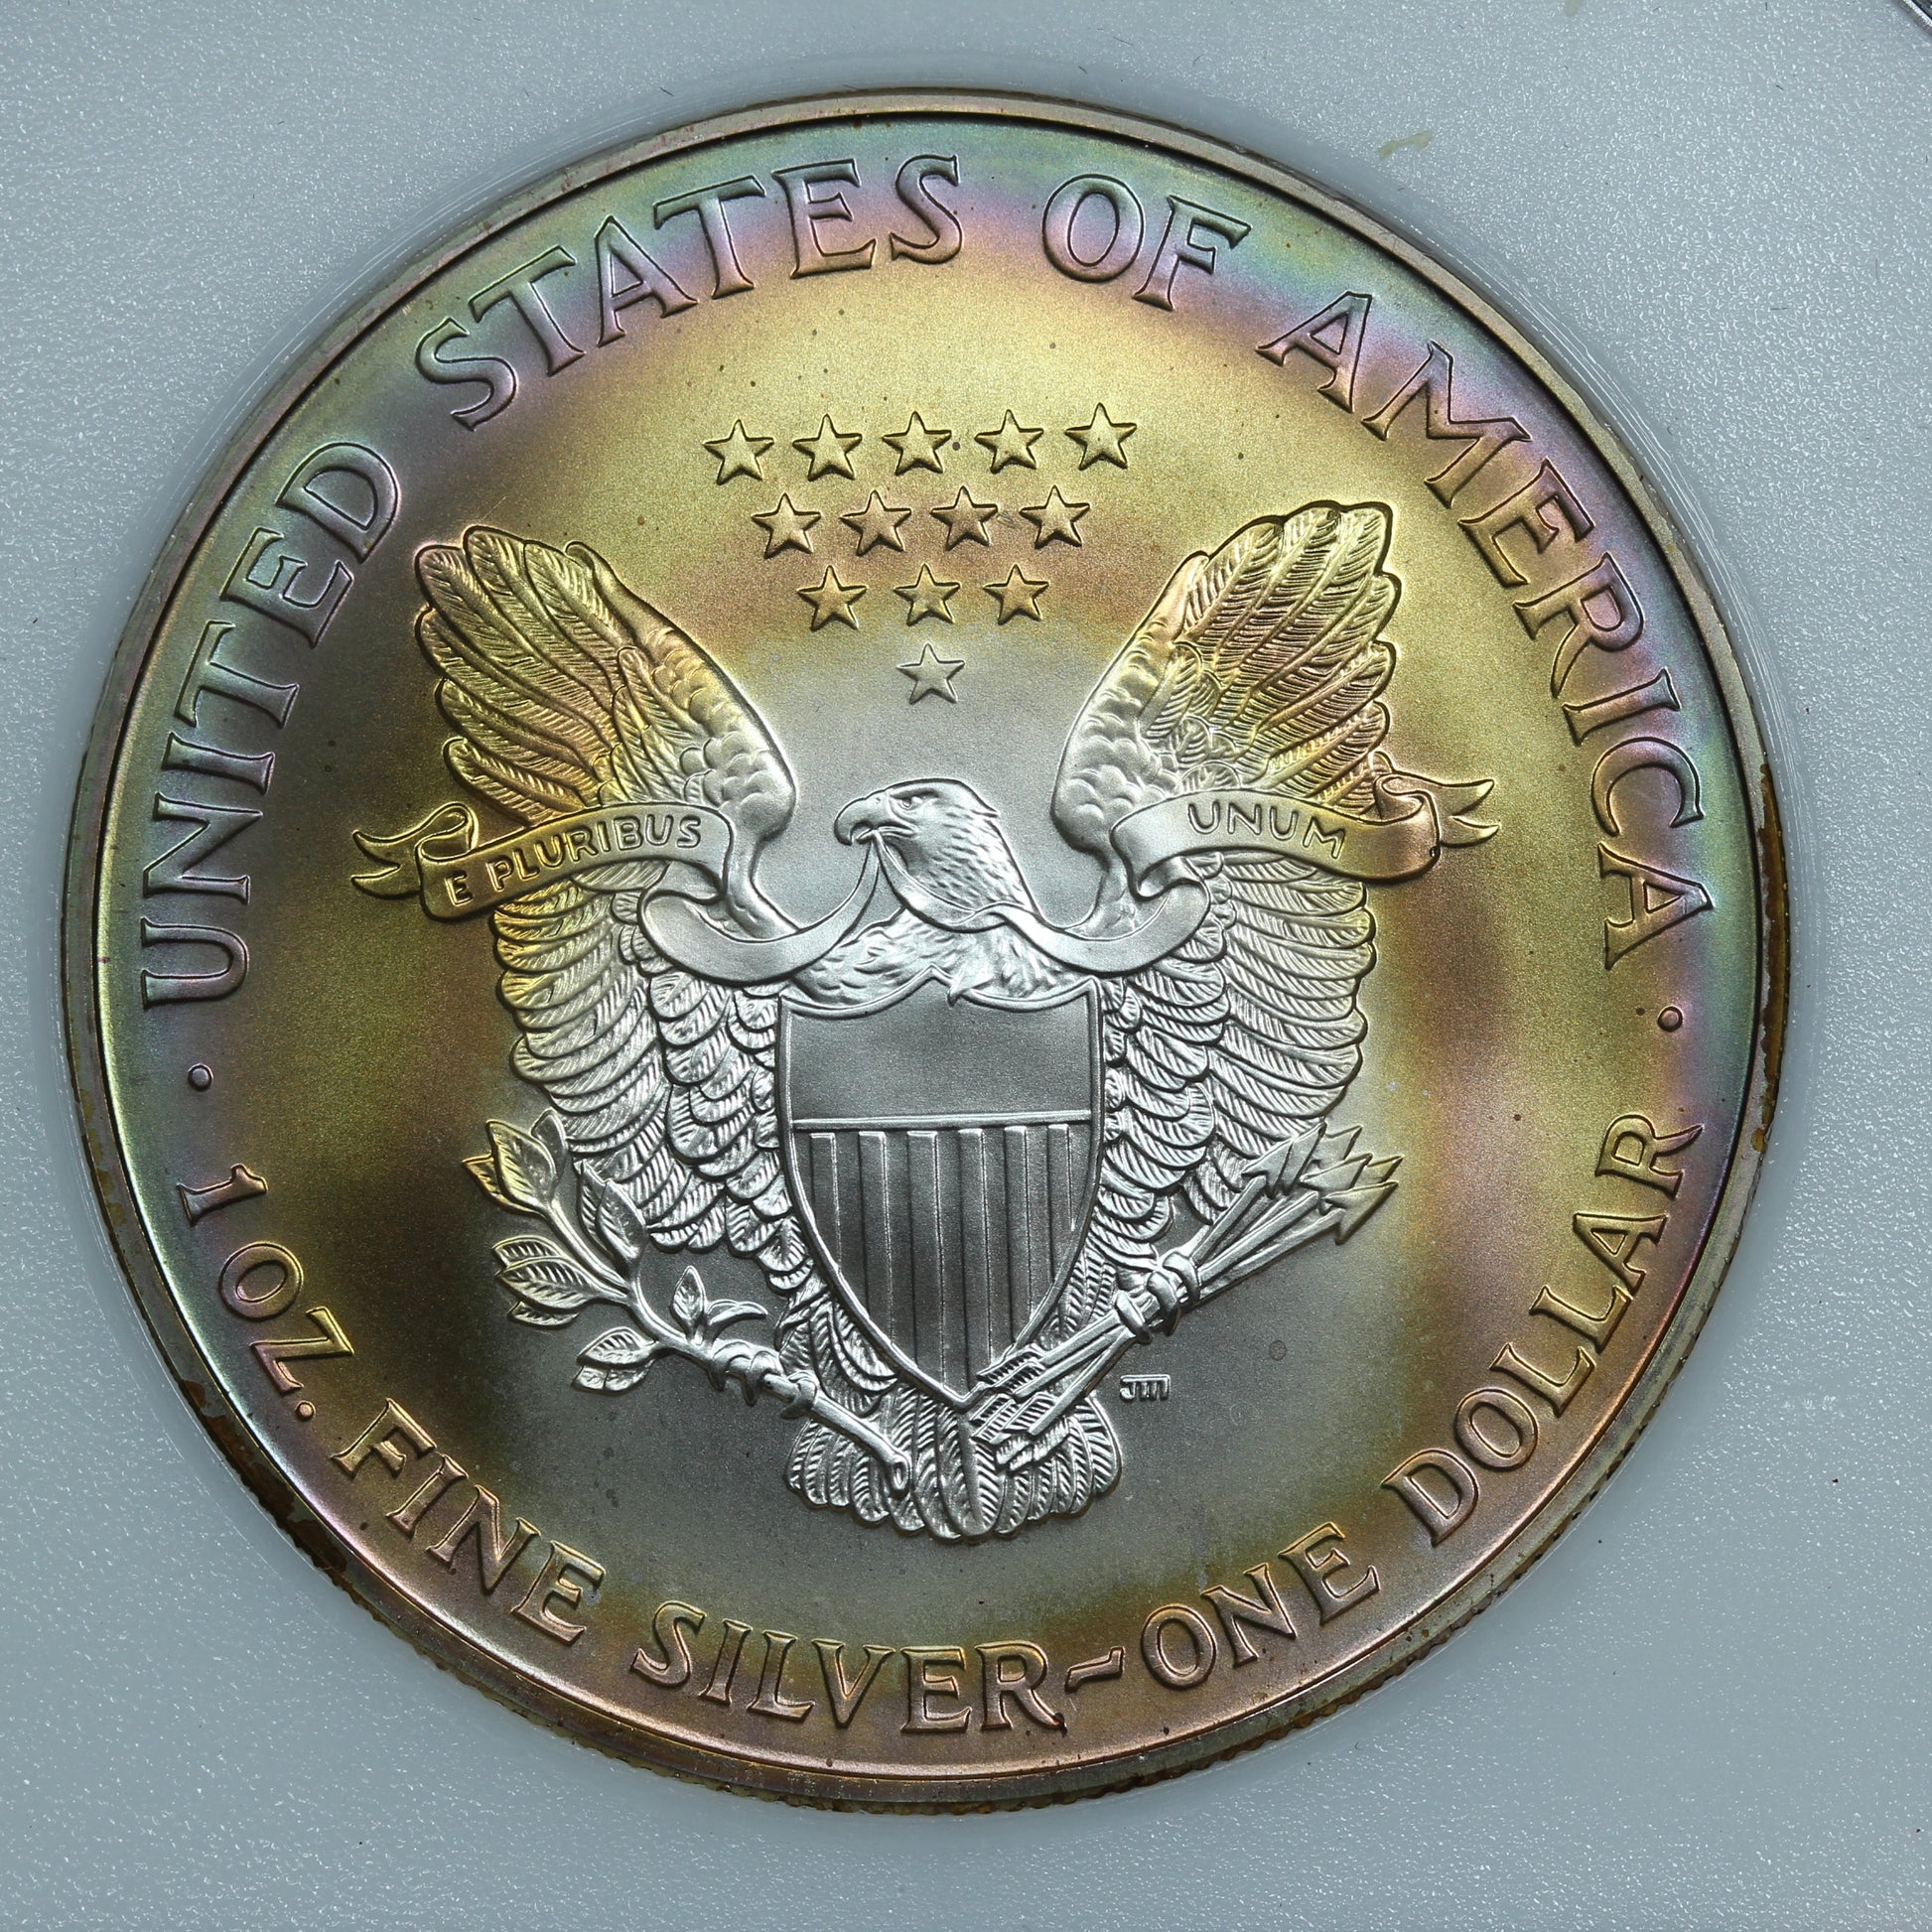 UNITED STATES OF AMERICA
E PLURIBUS UNUM
JM
1 OZ. FINE SILVER~ONE DOLLAR